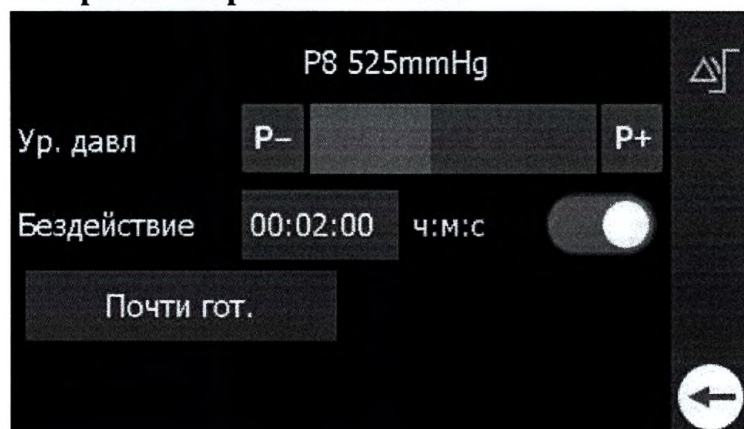 P8 525mmHg
Ур. давл P– P+
Бездействие 00:02:00 ч:м:с
Почти гот.